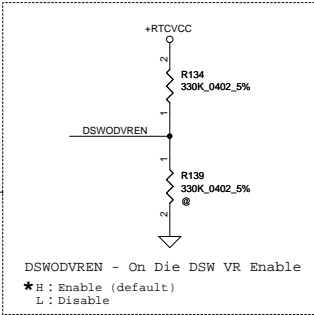 +RTCVCC
2
R134
330K_0402_5%
1
DSWODVREN
1
R139
330K_0402_5%
@
2
DSWODVREN - On Die DSW VR Enable
*H：Enable (default)
L：Disable